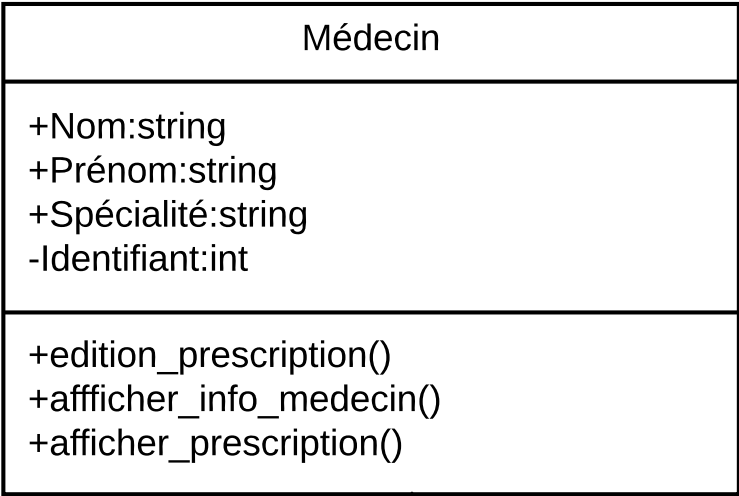 Médecin
+Nom:string
+Prénom:string
+Spécialité:string
-Identifiant:int
+edition_prescription()
+affficher_info_medecin()
+afficher_prescription()